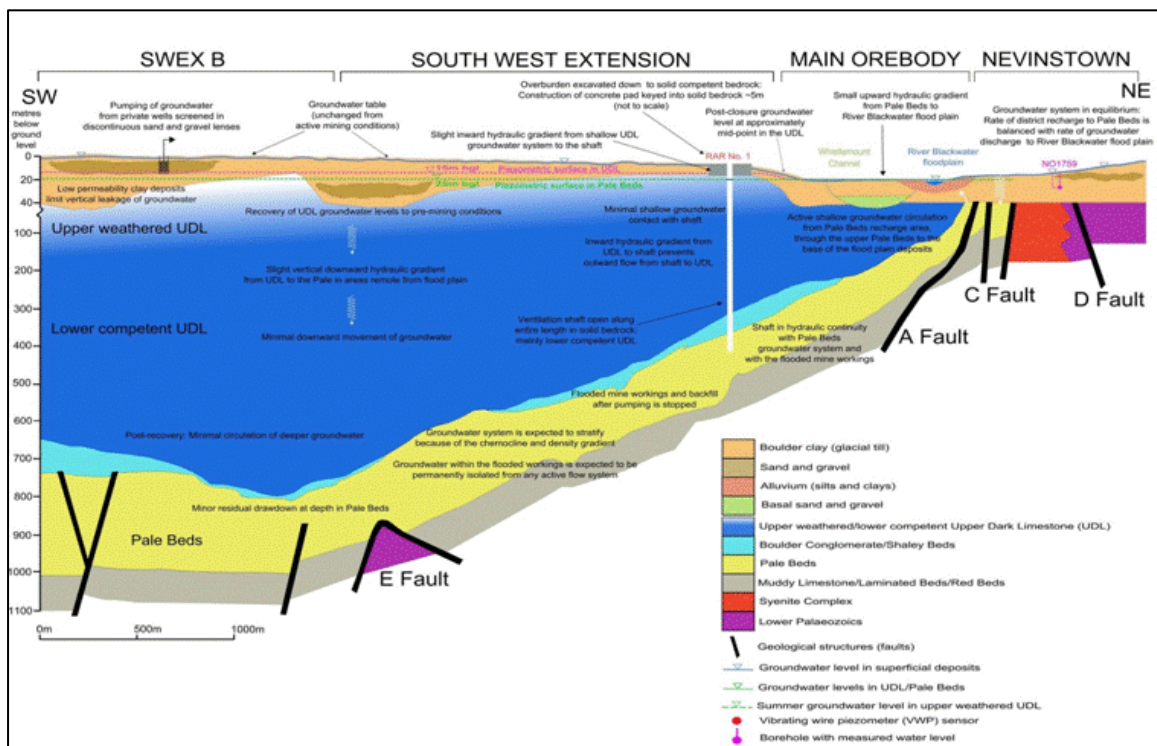 SWEX B
SOUTH WEST EXTENSION
MAIN OREBODY
NEVINSTOWN
SW
NE
metres
below
ground
level
Pumping of groundwater
from private wells screened in
discontinuous sand and gravel lenses
Groundwater table
(unchanged from
active mining conditions)
Overburden excavated down to solid competent bedrock:
Construction of concrete pad keyed into solid bedrock ~5m
(not to scale)
Slight inward hydraulic gradient from shallow UDL
groundwater system to the shaft
Post-closure groundwater
level at approximately
mid-point in the UDL
Small upward hydraulic gradient
from Pale Beds to
River Blackwater flood plain
Groundwater system in equilibrium:
Rate of district recharge to Pale Beds is
balanced with rate of groundwater
discharge to River Blackwater flood plain
RAR No. 1
Whistlemount
Channel
River Blackwater
floodplain
NO1759
Piezometric surface in UDL
Piezometric surface in Pale Beds
Low permeability clay deposits
limit vertical leakage of groundwater
Recovery of UDL groundwater levels to pre-mining conditions
Minimal shallow groundwater
contact with shaft
Active shallow groundwater circulation
from Pale Beds recharge area,
through the upper Pale Beds to the
base of the flood plain deposits
Upper weathered UDL
Inward hydraulic gradient from
UDL to shaft prevents
outward flow from shaft to UDL
Slight vertical downward hydraulic gradient
from UDL to the Pale in areas remote from flood plain
Lower competent UDL
Minimal downward movement of groundwater
Ventilation shaft open along
entire length in solid bedrock:
mainly lower competent UDL
C Fault
D Fault
A Fault
Shaft in hydraulic continuity
with Pale Beds
groundwater system and
with the flooded mine workings
Flooded mine workings and backfill
after pumping is stopped
Post-recovery: Minimal circulation of deeper groundwater
Groundwater system is expected to stratify
because of the chemocline and density gradient
Groundwater within the flooded workings is expected to be
permanently isolated from any active flow system
Minor residual drawdown at depth in Pale Beds
Pale Beds
E Fault
0
20
40
100
200
300
400
500
600
700
800
900
1000
1100
0m
500m
1000m
Boulder clay (glacial till)
Sand and gravel
Alluvium (silts and clays)
Basal sand and gravel
Upper weathered/lower competent Upper Dark Limestone (UDL)
Boulder Conglomerate/Shaley Beds
Pale Beds
Muddy Limestone/Laminated Beds/Red Beds
Syenite Complex
Lower Palaeozoics
Geological structures (faults)
Groundwater level in superficial deposits
Groundwater levels in UDL/Pale Beds
Summer groundwater level in upper weathered UDL
Vibrating wire piezometer (VWP) sensor
Borehole with measured water level